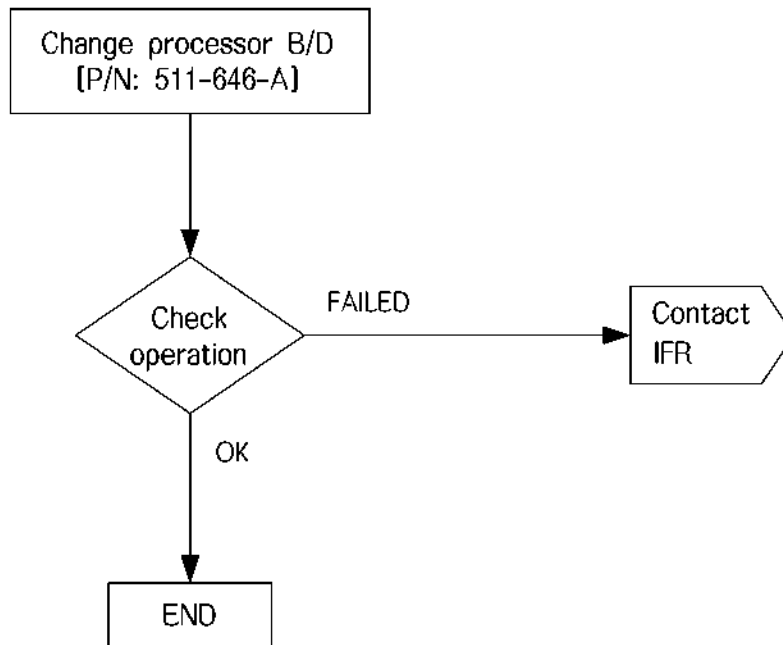 Change processor B/D
(P/N: 511-646-A)
Check
operation
FAILED
Contact
IFR
OK
END